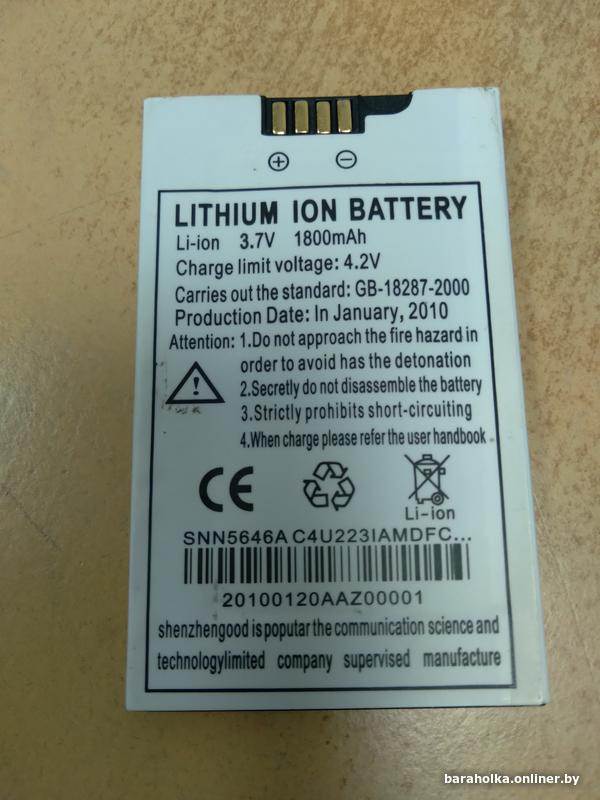 + −
LITHIUM ION BATTERY
Li-ion 3.7V 1800mAh
Charge limit voltage: 4.2V
Carries out the standard: GB-18287-2000
Production Date: In January, 2010
Attention: 1.Do not approach the fire hazard in
order to avoid has the detonation
2.Secretly do not disassemble the battery
3.Strictly prohibits short-circuiting
4.When charge please refer the user handbook
!
CE
Li-ion
SNN5646A C4U223IAMDFC...
20100120AAZ00001
shenzhengood is poputar the communication science and
technologylimited company supervised manufacture
baraholka.onliner.by